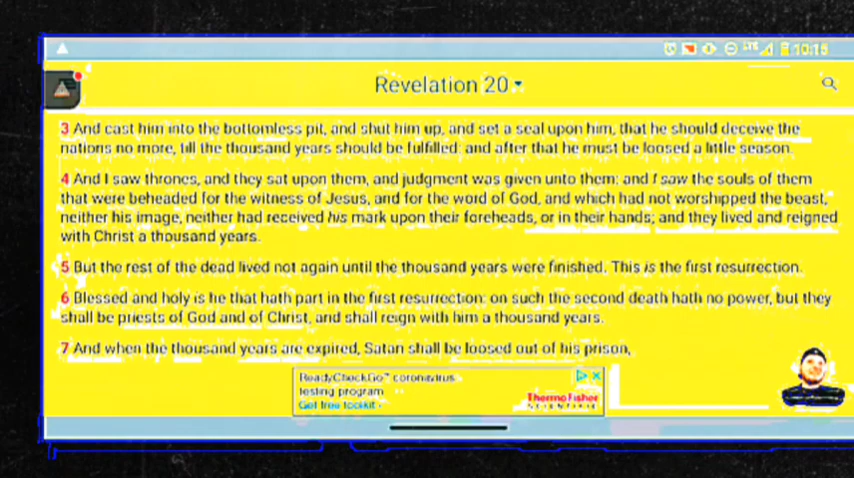 10:15
Revelation 20
3 And cast him into the bottomless pit, and shut him up, and set a seal upon him, that he should deceive the
nations no more, till the thousand years should be fulfilled: and after that he must be loosed a little season.
4 And I saw thrones, and they sat upon them, and judgment was given unto them: and I saw the souls of them
that were beheaded for the witness of Jesus, and for the word of God, and which had not worshipped the beast,
neither his image, neither had received his mark upon their foreheads, or in their hands; and they lived and reigned
with Christ a thousand years.
5 But the rest of the dead lived not again until the thousand years were finished. This is the first resurrection.
6 Blessed and holy is he that hath part in the first resurrection: on such the second death hath no power, but they
shall be priests of God and of Christ, and shall reign with him a thousand years.
7 And when the thousand years are expired, Satan shall be loosed out of his prison,
ReadyCheckGo™ coronavirus
testing program
Get free toolkit ›
ThermoFisher
SCIENTIFIC